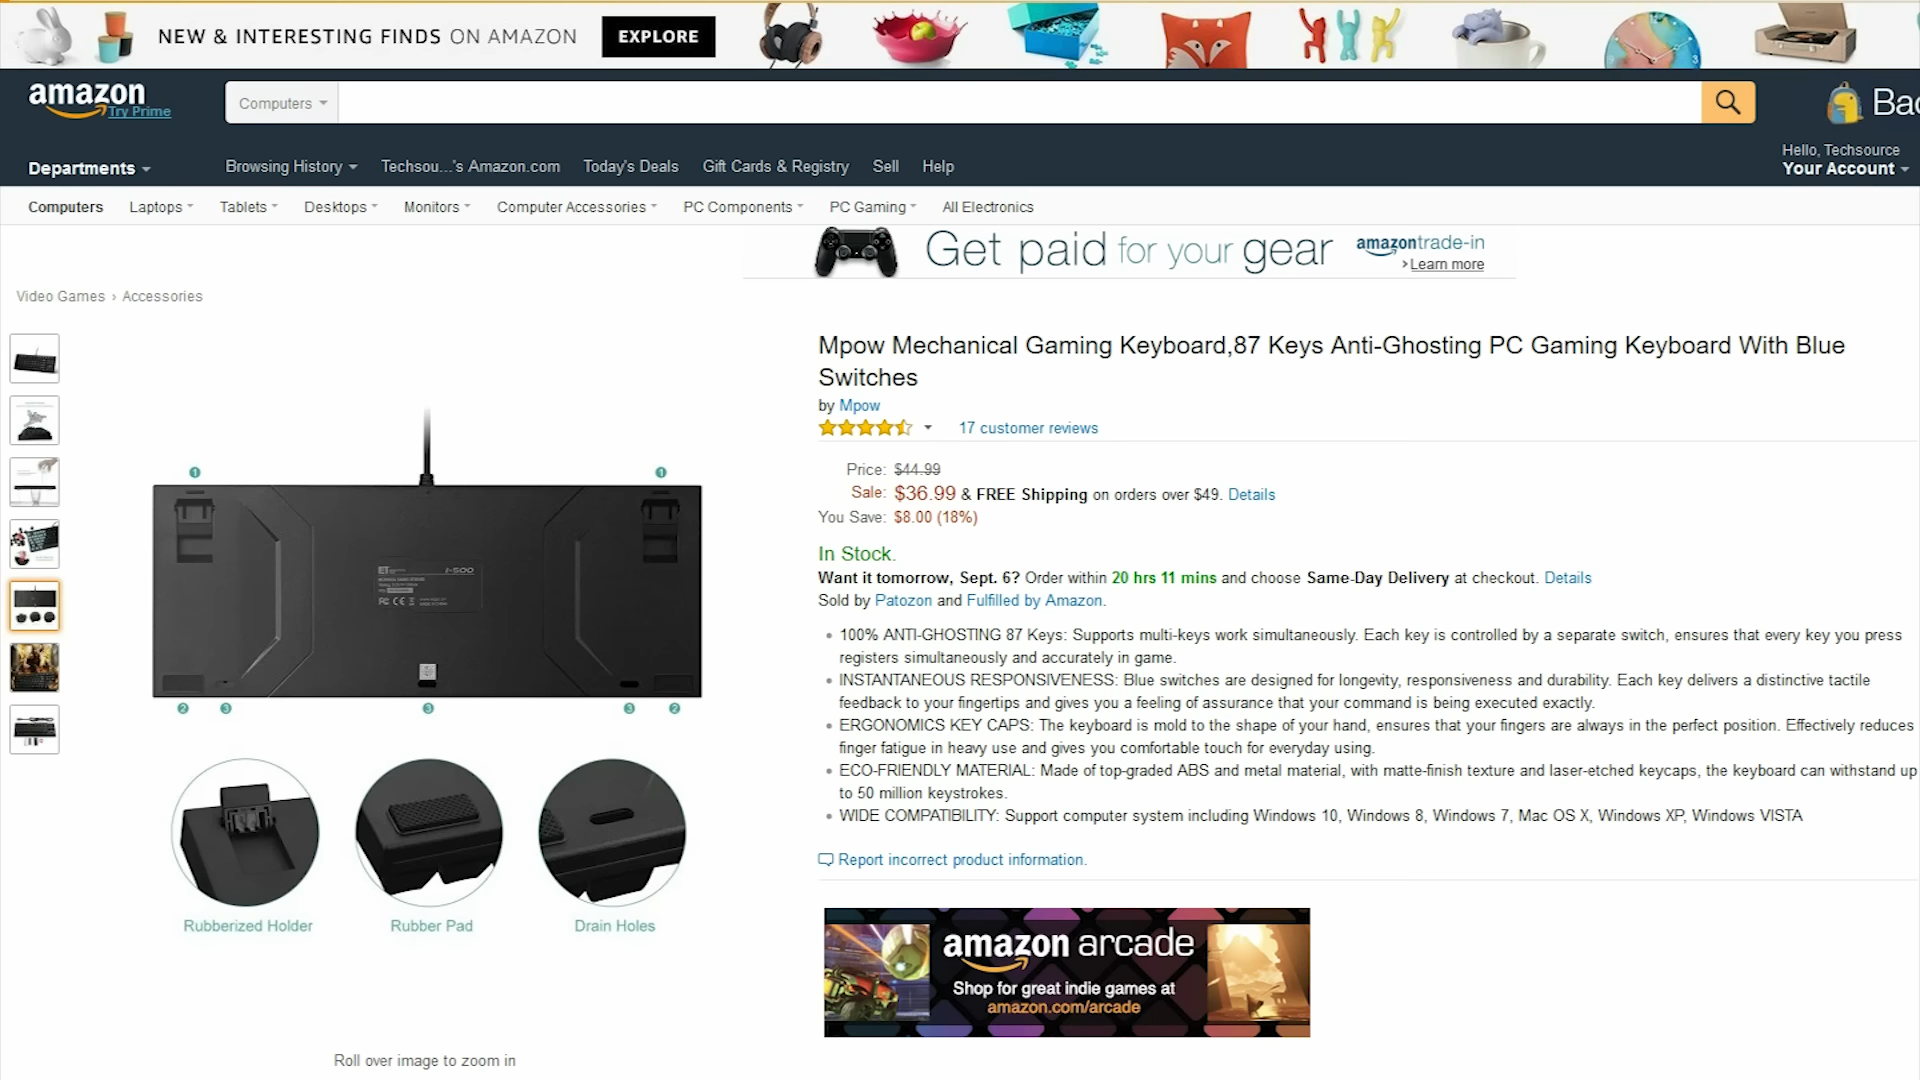 NEW & INTERESTING FINDS ON AMAZON EXPLORE
amazon
Try Prime
Computers
Bac
Departments
Browsing History
Techsou...'s Amazon.com
Today's Deals
Gift Cards & Registry
Sell
Help
Hello, Techsource
Your Account
Computers
Laptops
Tablets
Desktops
Monitors
Computer Accessories
PC Components
PC Gaming
All Electronics
Get paid for your gear
amazontrade-in
›Learn more
Video Games › Accessories
Mpow Mechanical Gaming Keyboard,87 Keys Anti-Ghosting PC Gaming Keyboard With Blue
Switches
by Mpow
17 customer reviews
Price: $44.99
Sale: $36.99 & FREE Shipping on orders over $49. Details
You Save: $8.00 (18%)
In Stock.
Want it tomorrow, Sept. 6? Order within 20 hrs 11 mins and choose Same-Day Delivery at checkout. Details
Sold by Patozon and Fulfilled by Amazon.
• 100% ANTI-GHOSTING 87 Keys: Supports multi-keys work simultaneously. Each key is controlled by a separate switch, ensures that every key you press
registers simultaneously and accurately in game.
• INSTANTANEOUS RESPONSIVENESS: Blue switches are designed for longevity, responsiveness and durability. Each key delivers a distinctive tactile
feedback to your fingertips and gives you a feeling of assurance that your command is being executed exactly.
• ERGONOMICS KEY CAPS: The keyboard is mold to the shape of your hand, ensures that your fingers are always in the perfect position. Effectively reduces
finger fatigue in heavy use and gives you comfortable touch for everyday using.
• ECO-FRIENDLY MATERIAL: Made of top-graded ABS and metal material, with matte-finish texture and laser-etched keycaps, the keyboard can withstand up
to 50 million keystrokes.
• WIDE COMPATIBILITY: Support computer system including Windows 10, Windows 8, Windows 7, Mac OS X, Windows XP, Windows VISTA
Report incorrect product information.
1 1
ET i-500
FC CE
2 3 3 3 2
Rubberized Holder
Rubber Pad
Drain Holes
amazon arcade
Shop for great indie games at
amazon.com/arcade
Roll over image to zoom in